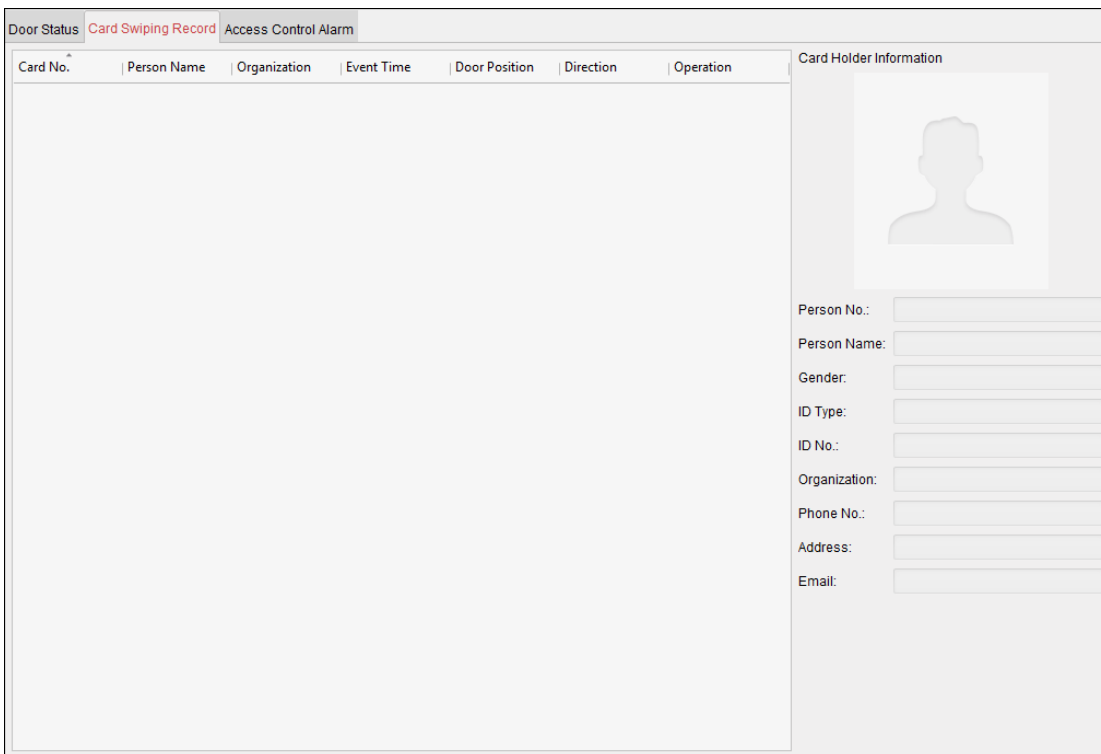 Door Status Card Swiping Record Access Control Alarm
Card No. Person Name Organization Event Time Door Position Direction Operation
Card Holder Information
Person No.:
Person Name:
Gender:
ID Type:
ID No.:
Organization:
Phone No.:
Address:
Email: